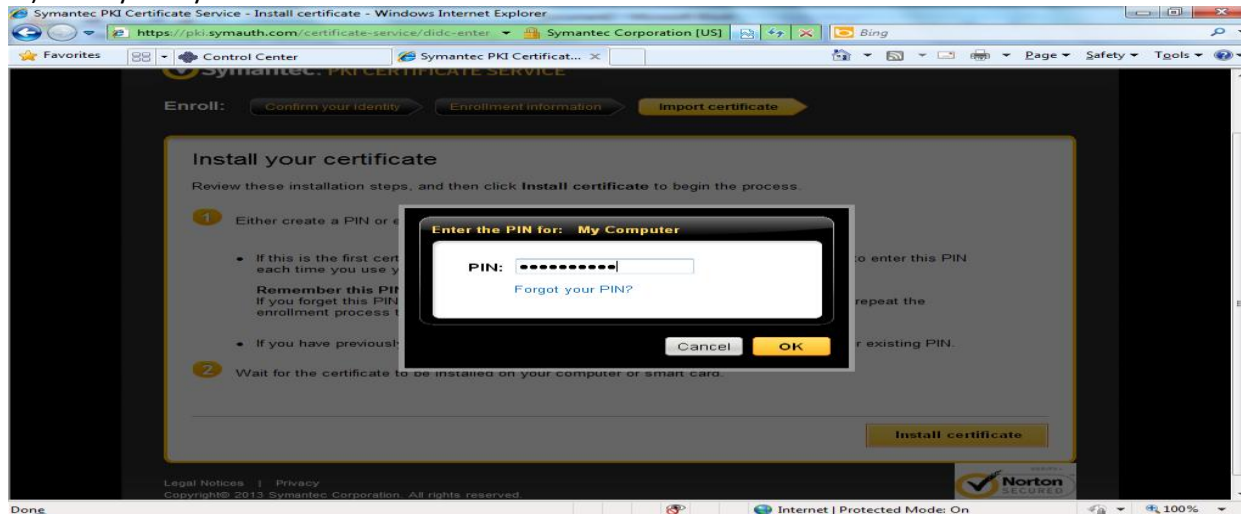 Symantec PKI Certificate Service - Install certificate - Windows Internet Explorer
https://pki.symauth.com/certificate-service/didc-enter Symantec Corporation [US] Bing
Favorites Control Center Symantec PKI Certificat... Page Safety Tools
Symantec. PKI CERTIFICATE SERVICE
Enroll: Confirm your identity Enrollment information Import certificate
Install your certificate
Review these installation steps, and then click Install certificate to begin the process.
1 Either create a PIN or e
Enter the PIN for: My Computer
If this is the first cert to enter this PIN
each time you use y
PIN: ••••••••••
Remember this PIN
Forgot your PIN?
If you forget this PIN repeat the
enrollment process t
If you have previousl r existing PIN.
Cancel OK
2 Wait for the certificate to be installed on your computer or smart card.
Install certificate
Legal Notices | Privacy
Copyright© 2013 Symantec Corporation. All rights reserved.
Norton
SECURED
Done Internet | Protected Mode: On 100%